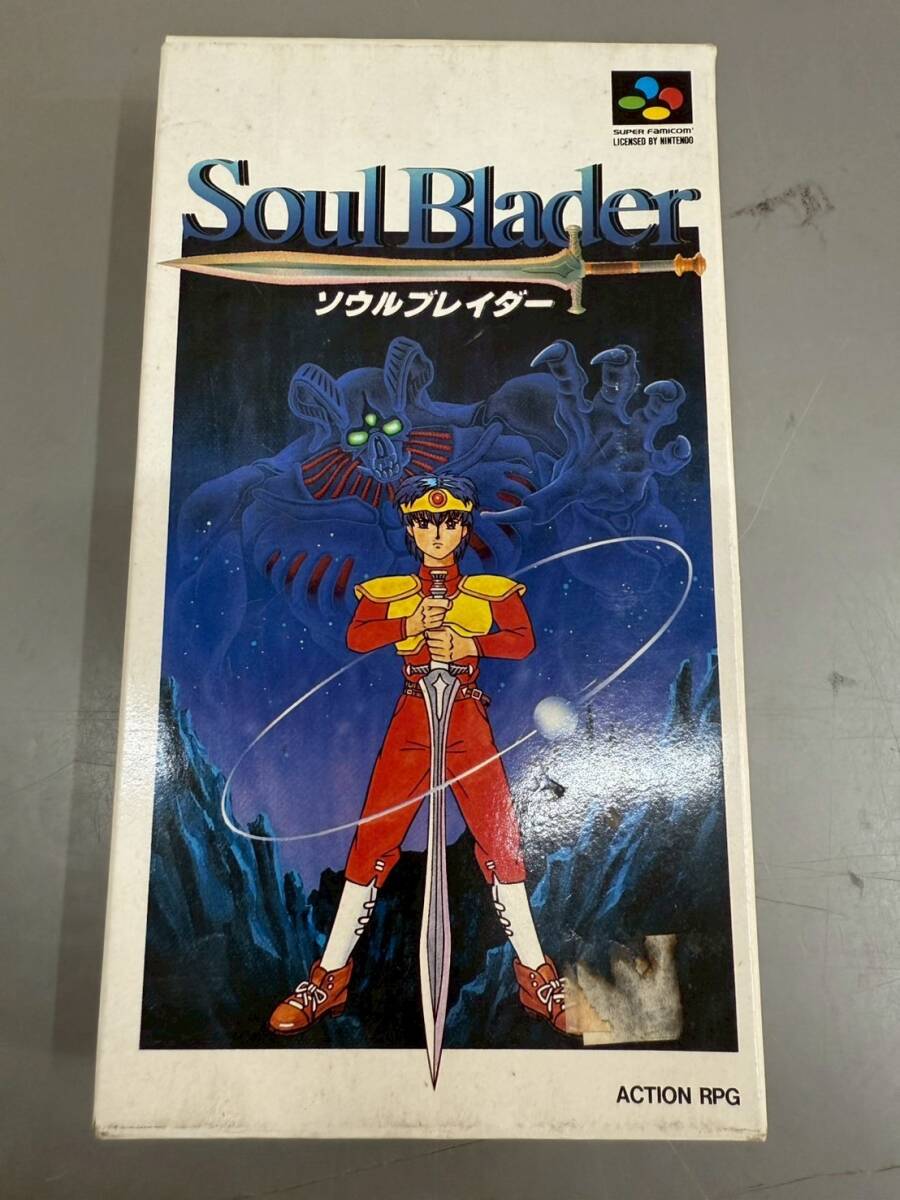 SUPER Famicom
LICENSED BY NINTENDO
Soul Blader
ソウルブレイダー
ACTION RPG